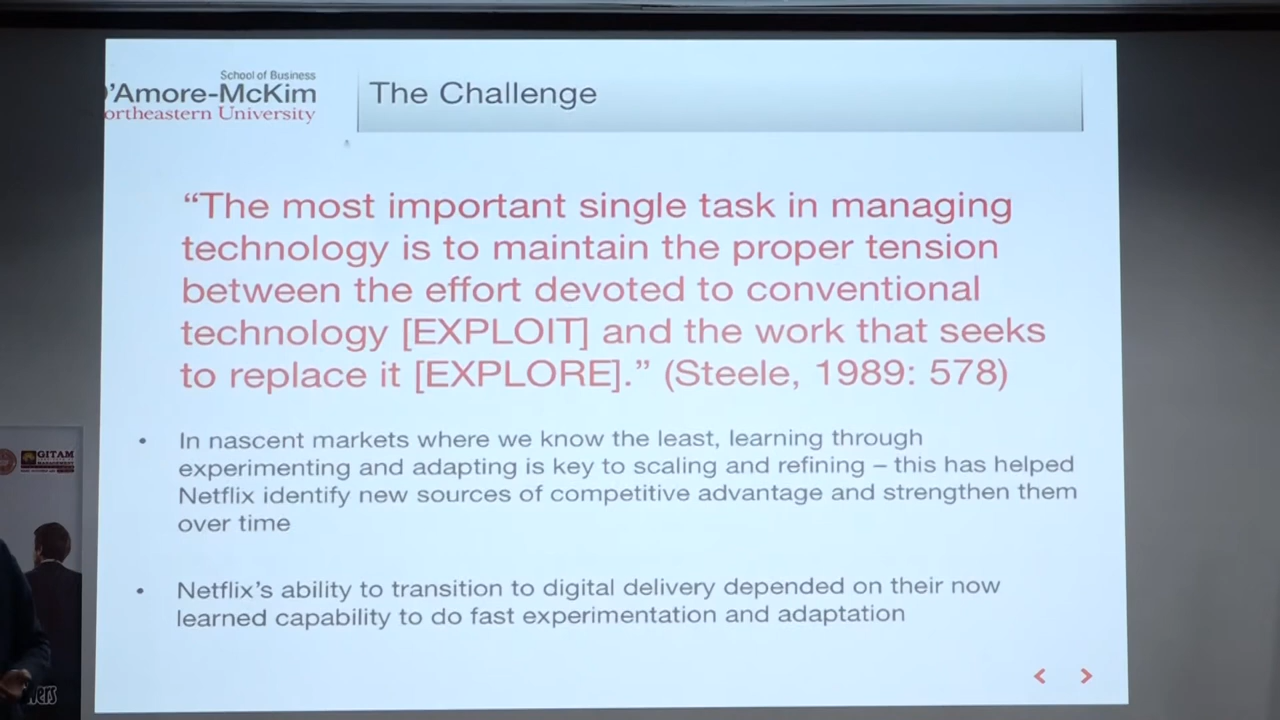 School of Business
'Amore-McKim
ortheastern University
The Challenge
“The most important single task in managing
technology is to maintain the proper tension
between the effort devoted to conventional
technology [EXPLOIT] and the work that seeks
to replace it [EXPLORE].” (Steele, 1989: 578)
• In nascent markets where we know the least, learning through
experimenting and adapting is key to scaling and refining – this has helped
Netflix identify new sources of competitive advantage and strengthen them
over time
• Netflix’s ability to transition to digital delivery depended on their now
learned capability to do fast experimentation and adaptation
GITAM